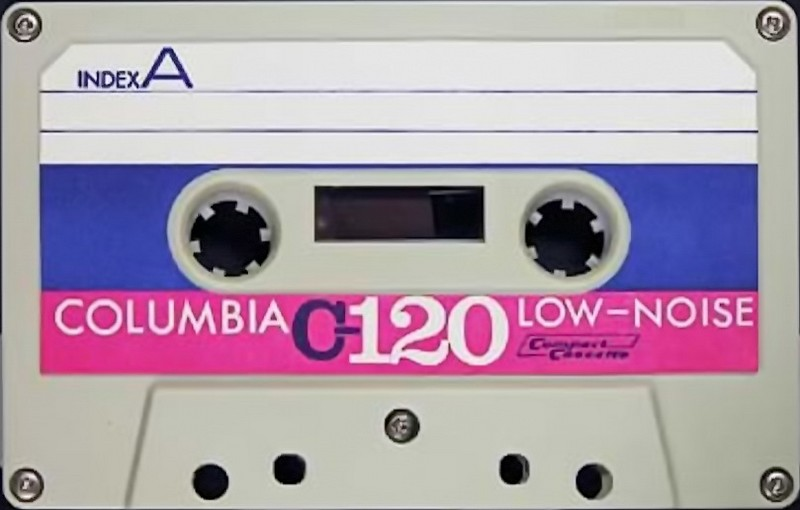 INDEX A
COLUMBIA C-120 LOW-NOISE
Compact
Cassette